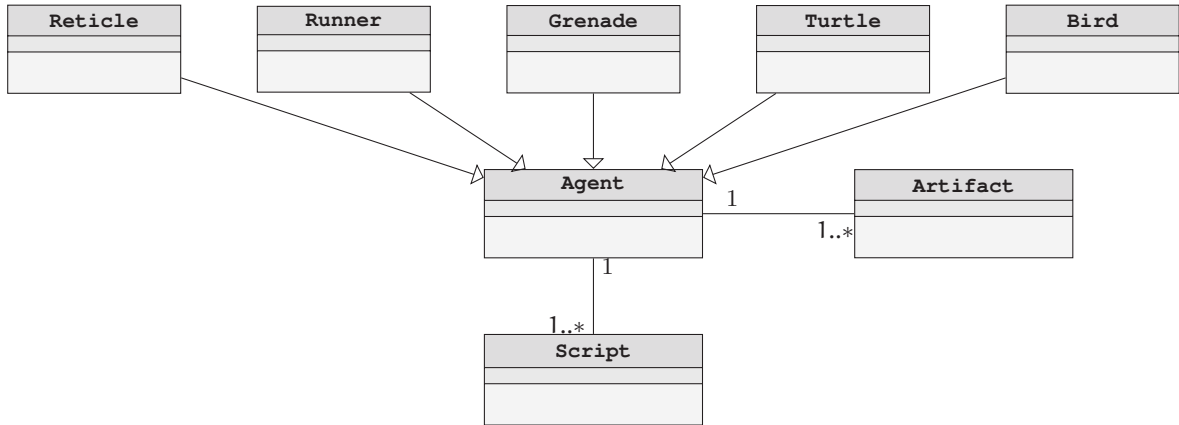 Reticle
Runner
Grenade
Turtle
Bird
Agent
Artifact
1
1..*
1
1..*
Script